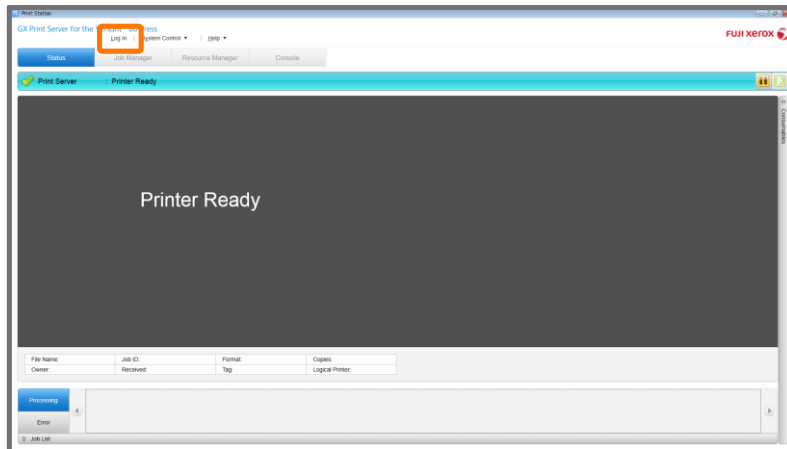 Print Station
GX Print Server for the Versant Press
FUJI XEROX
Log In | System Control ▾ | Help ▾
Status Job Manager Resource Manager Console
Print Server : Printer Ready
Consumables
Printer Ready
File Name: Job ID: Format: Copies:
Owner: Received: Tag: Logical Printer:
Processing
Error
Job List